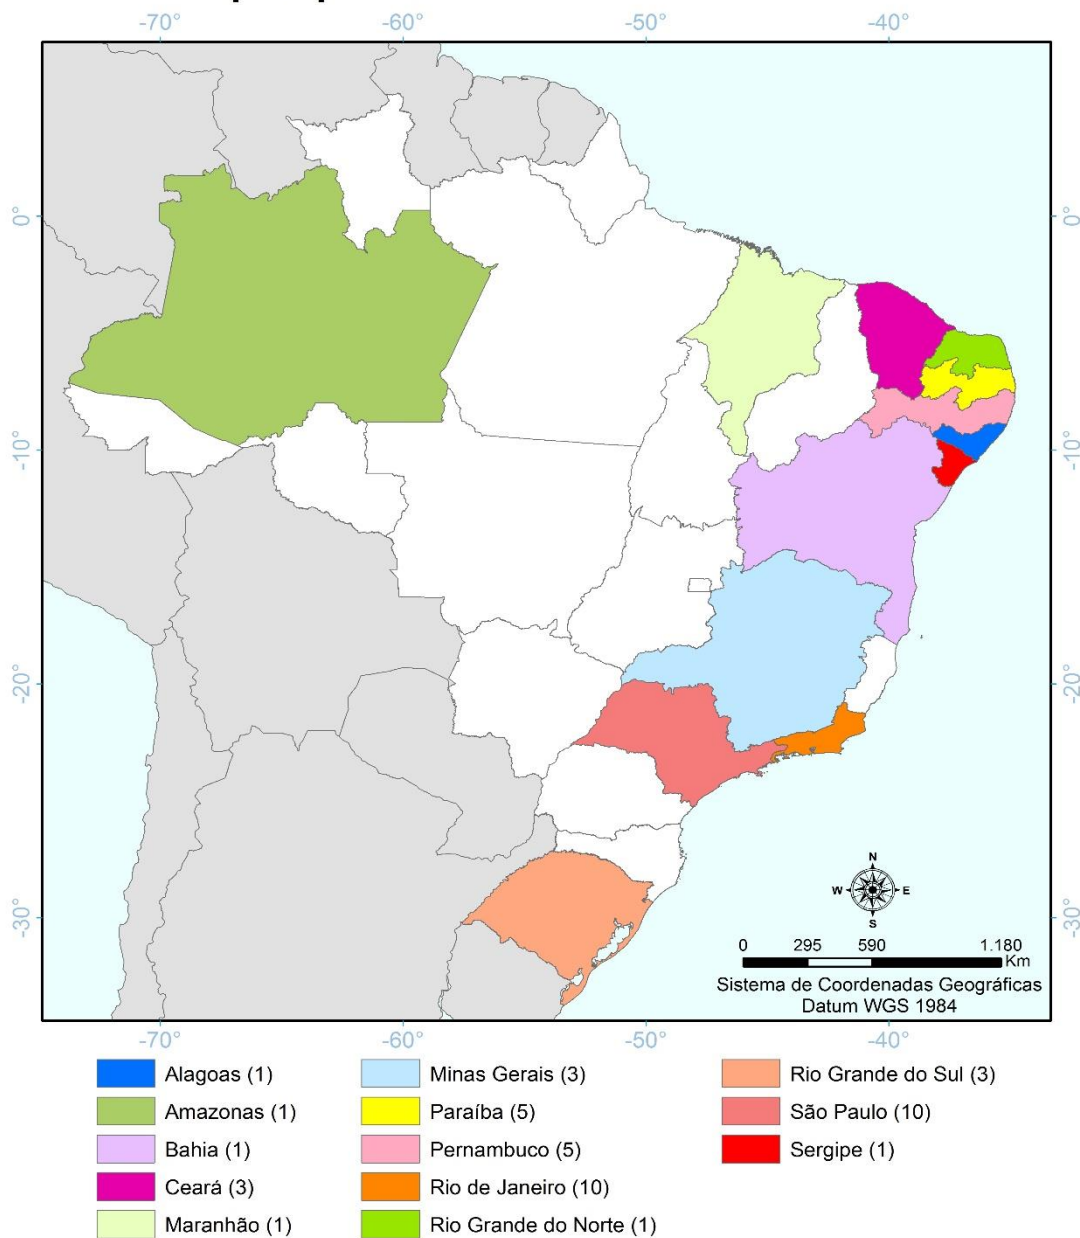 -70° -60° -50° -40°
0° 0°
-10° -10°
-20° -20°
-30° -30°
N
W E
S
0 295 590 1.180
Km
Sistema de Coordenadas Geográficas
Datum WGS 1984
-70° -60° -50° -40°
Alagoas (1)
Amazonas (1)
Bahia (1)
Ceará (3)
Maranhão (1)
Minas Gerais (3)
Paraíba (5)
Pernambuco (5)
Rio de Janeiro (10)
Rio Grande do Norte (1)
Rio Grande do Sul (3)
São Paulo (10)
Sergipe (1)